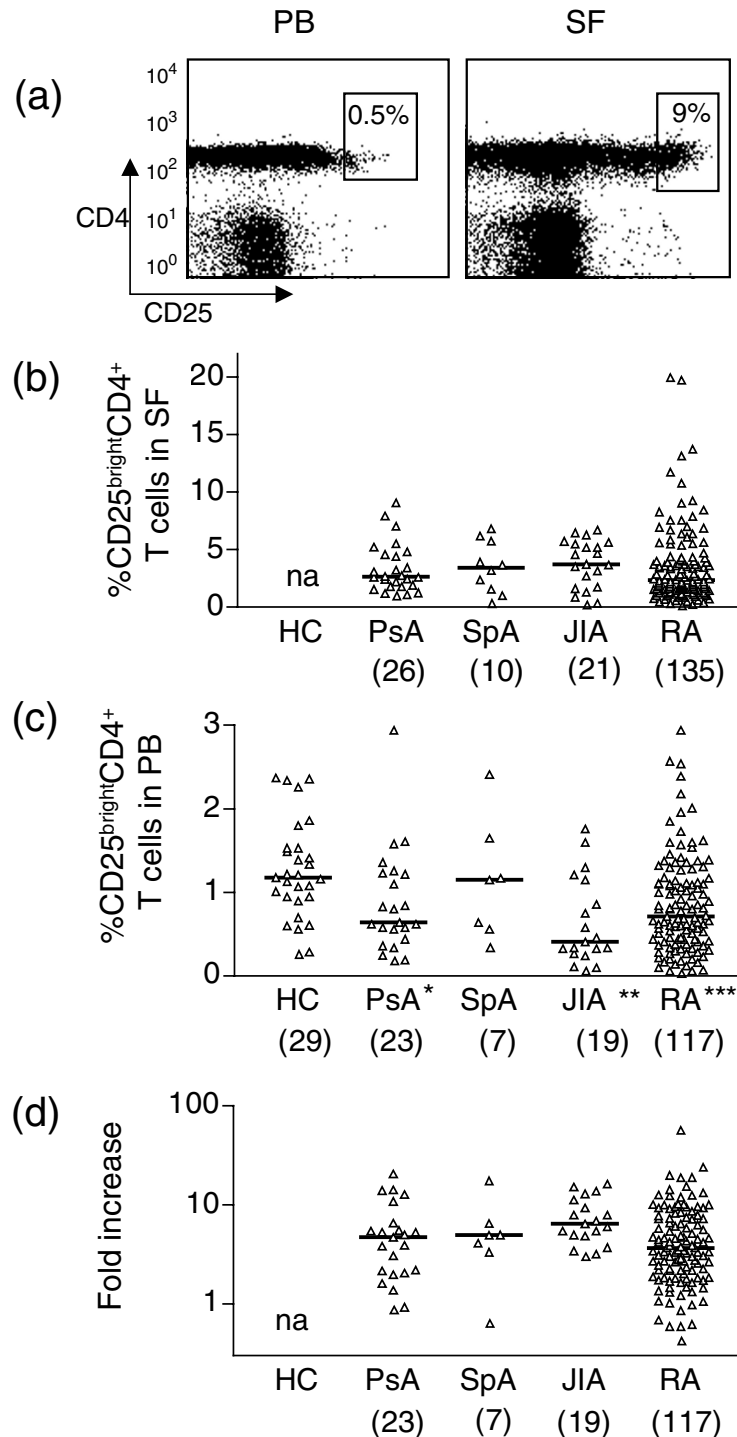 PB SF
(a)
10⁴
10³
10²
10¹
10⁰
0.5%
9%
CD4
CD25
(b)
%CD25ᵇʳⁱᵍʰᵗCD4⁺
T cells in SF
20
15
10
5
0
na
HC PsA SpA JIA RA
(26) (10) (21) (135)
(c)
%CD25ᵇʳⁱᵍʰᵗCD4⁺
T cells in PB
3
2
1
0
HC PsA* SpA JIA** RA***
(29) (23) (7) (19) (117)
(d)
Fold increase
100
10
1
na
HC PsA SpA JIA RA
(23) (7) (19) (117)